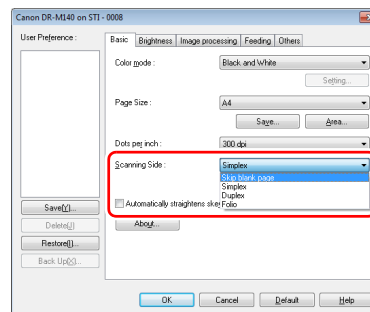 Canon DR-M140 on STI - 0008
User Preference :
Basic Brightness Image processing Feeding Others
Color mode : Black and White
Setting...
Page Size : A4
Save... Area...
Dots per inch : 300 dpi
Scanning Side : Simplex
Skip blank page
Simplex
Duplex
Folio
Automatically straightens
About...
Save(Y)...
Delete(J)
Restore(I)...
Back Up(X)...
OK Cancel Default Help